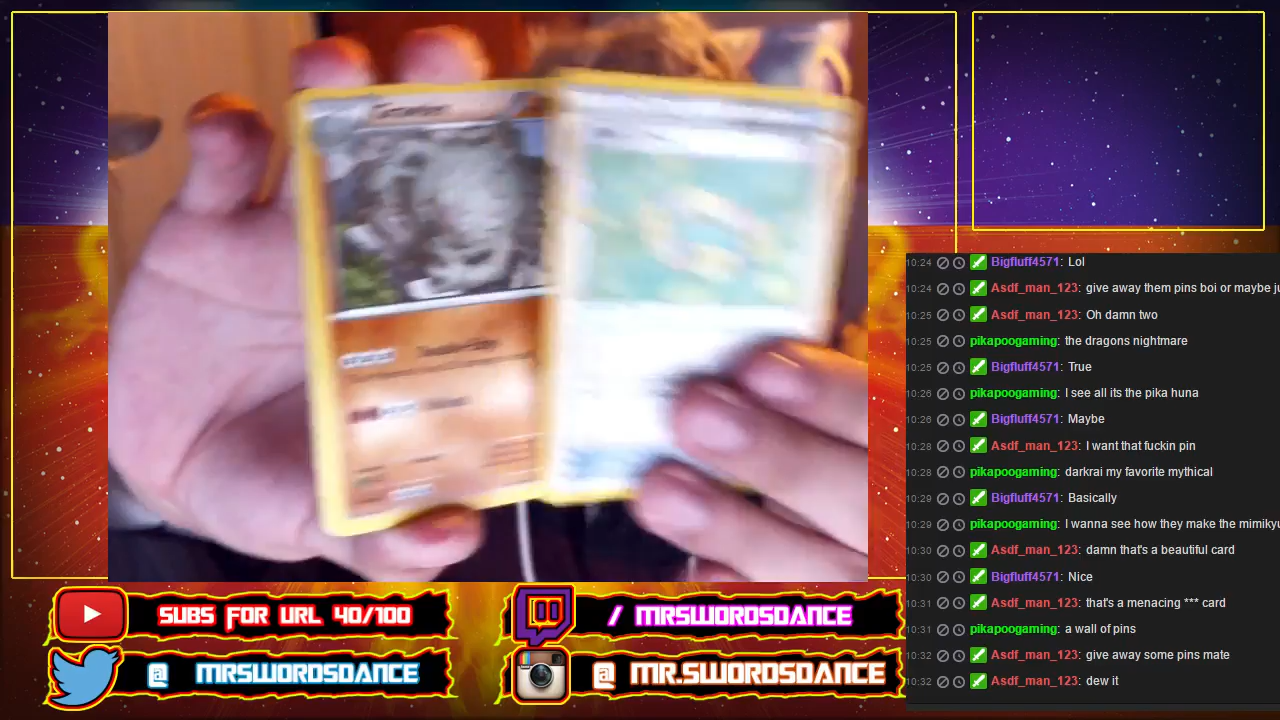 10:24 Bigfluff4571: Lol
10:24 Asdf_man_123: give away them pins boi or maybe ju
10:25 Asdf_man_123: Oh damn two
10:25 pikapoogaming: the dragons nightmare
10:25 Bigfluff4571: True
10:26 pikapoogaming: I see all its the pika huna
10:26 Bigfluff4571: Maybe
10:28 Asdf_man_123: I want that fuckin pin
10:28 pikapoogaming: darkrai my favorite mythical
10:29 Bigfluff4571: Basically
10:29 pikapoogaming: I wanna see how they make the mimikyu
10:30 Asdf_man_123: damn that's a beautiful card
10:30 Bigfluff4571: Nice
10:31 Asdf_man_123: that's a menacing *** card
10:31 pikapoogaming: a wall of pins
10:32 Asdf_man_123: give away some pins mate
10:32 Asdf_man_123: dew it
SUBS FOR URL 40/100
/ MRSWORDSDANCE
@ MRSWORDSDANCE
@ MR.SWORDSDANCE